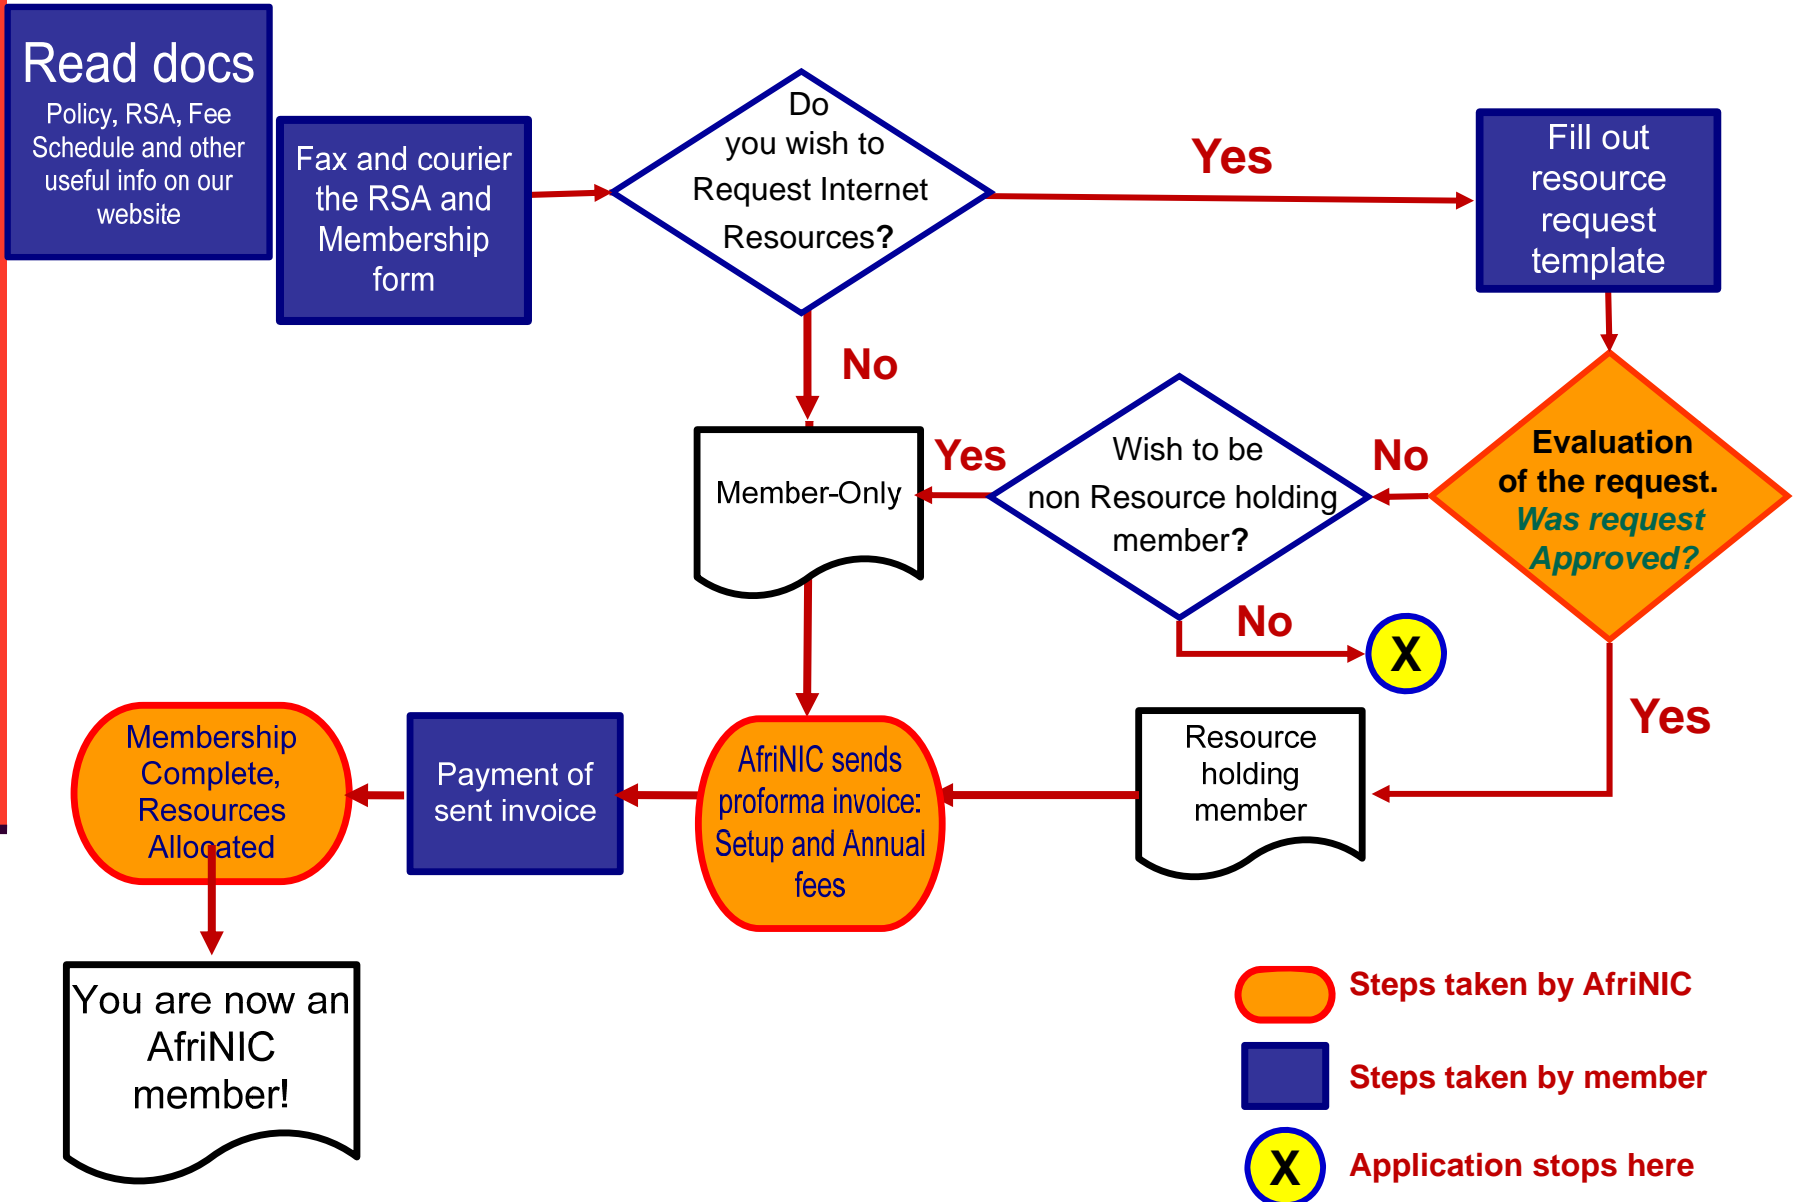 Read docs
Policy, RSA, Fee
Schedule and other
useful info on our
website
Fax and courier
the RSA and
Membership
form
Do
you wish to
Request Internet
Resources?
Yes
Fill out
resource
request
template
No
Member-Only
Yes
Wish to be
non Resource holding
member?
No
Evaluation
of the request.
Was request
Approved?
No
X
Yes
Membership
Complete,
Resources
Allocated
Payment of
sent invoice
AfriNIC sends
proforma invoice:
Setup and Annual
fees
Resource
holding
member
You are now an
AfriNIC
member!
Steps taken by AfriNIC
Steps taken by member
X
Application stops here